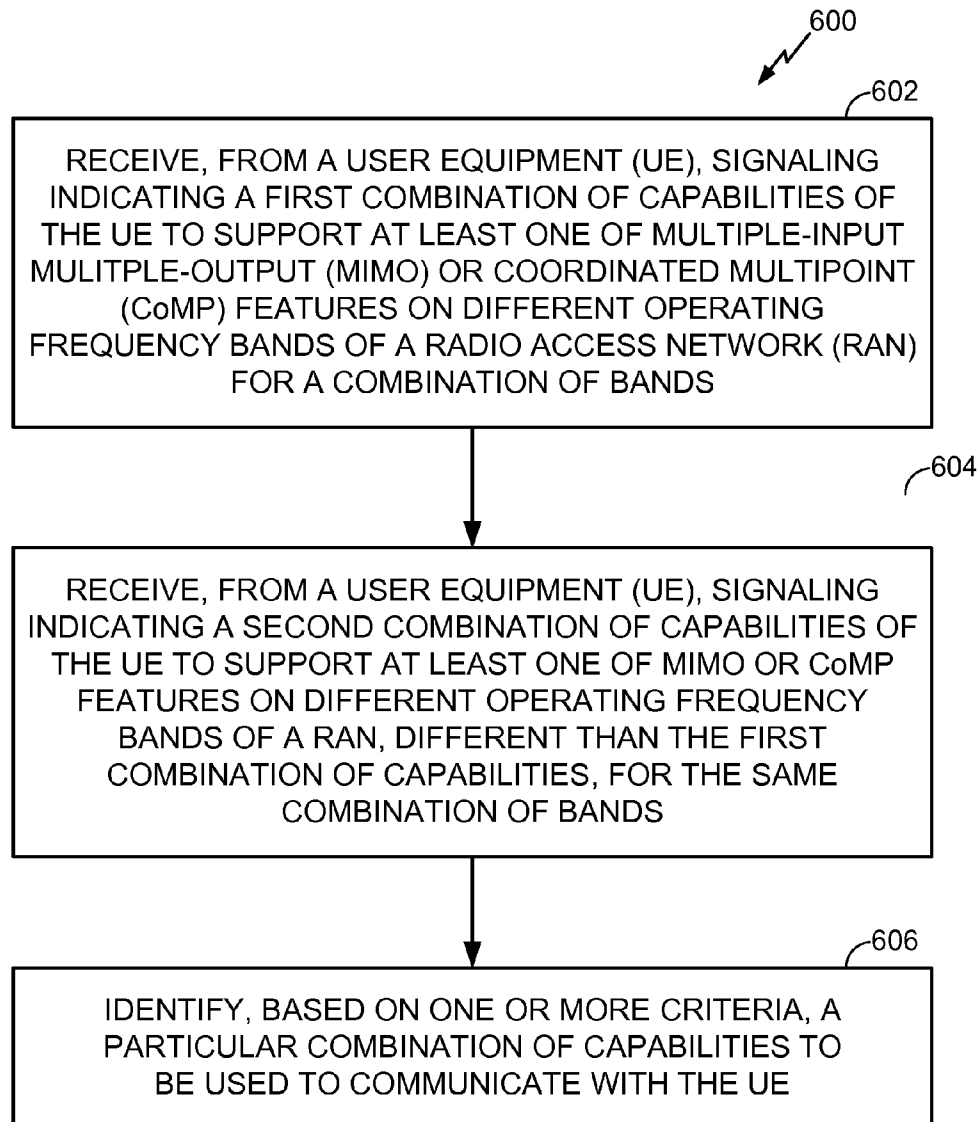 600
602
RECEIVE, FROM A USER EQUIPMENT (UE), SIGNALING
INDICATING A FIRST COMBINATION OF CAPABILITIES OF
THE UE TO SUPPORT AT LEAST ONE OF MULTIPLE-INPUT
MULITPLE-OUTPUT (MIMO) OR COORDINATED MULTIPOINT
(CoMP) FEATURES ON DIFFERENT OPERATING
FREQUENCY BANDS OF A RADIO ACCESS NETWORK (RAN)
FOR A COMBINATION OF BANDS
604
RECEIVE, FROM A USER EQUIPMENT (UE), SIGNALING
INDICATING A SECOND COMBINATION OF CAPABILITIES OF
THE UE TO SUPPORT AT LEAST ONE OF MIMO OR CoMP
FEATURES ON DIFFERENT OPERATING FREQUENCY
BANDS OF A RAN, DIFFERENT THAN THE FIRST
COMBINATION OF CAPABILITIES, FOR THE SAME
COMBINATION OF BANDS
606
IDENTIFY, BASED ON ONE OR MORE CRITERIA, A
PARTICULAR COMBINATION OF CAPABILITIES TO
BE USED TO COMMUNICATE WITH THE UE